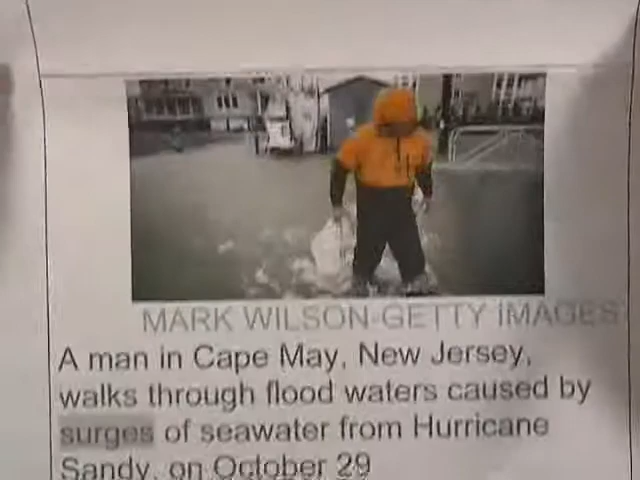 MARK WILSON-GETTY IMAGES
A man in Cape May, New Jersey,
walks through flood waters caused by
surges of seawater from Hurricane
Sandy, on October 29